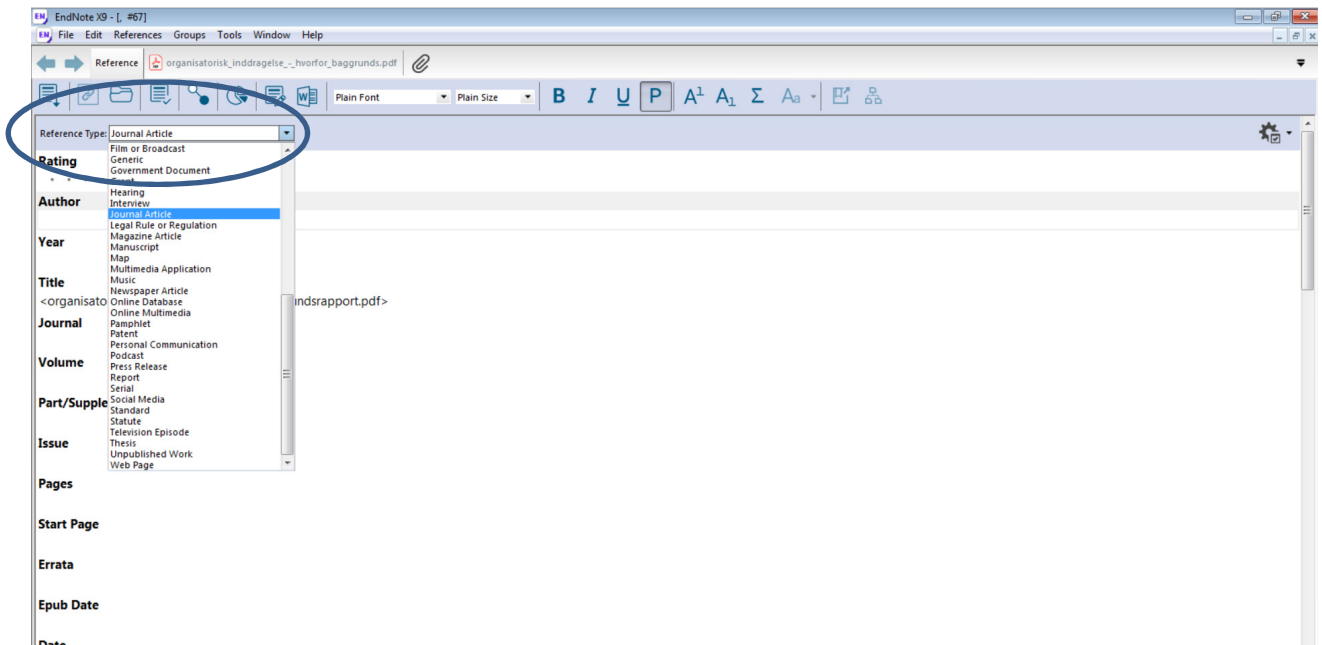 EndNote X9 - [, #67]
File Edit References Groups Tools Window Help
Reference organisatorisk_inddragelse_-_hvorfor_baggrunds.pdf
Plain Font Plain Size B I U P A1 A1 Σ Aa
Reference Type: Journal Article
Film or Broadcast
Rating
Generic
Government Document
Hearing
Author
Interview
Journal Article
Legal Rule or Regulation
Year
Magazine Article
Manuscript
Map
Multimedia Application
Title
Music
Newspaper Article
<organisato
Online Database
ndsrapport.pdf>
Online Multimedia
Journal
Pamphlet
Patent
Personal Communication
Volume
Podcast
Press Release
Report
Serial
Part/Supple
Social Media
Standard
Statute
Television Episode
Issue
Thesis
Unpublished Work
Web Page
Pages
Start Page
Errata
Epub Date
Date